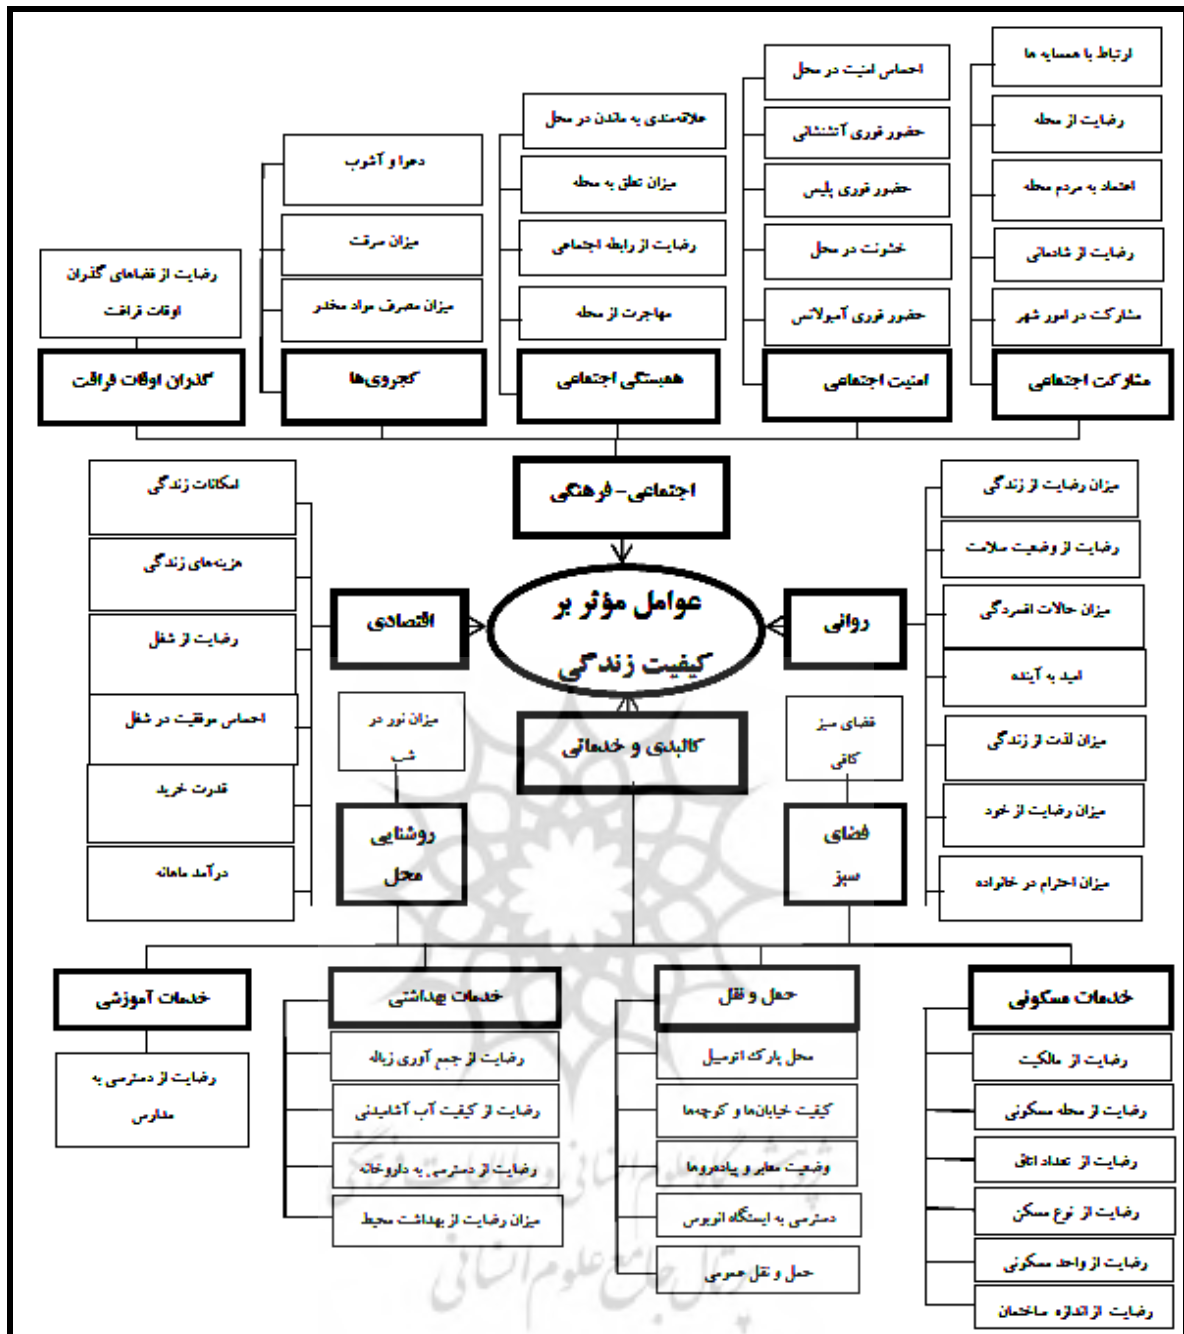 ارتباط با همسایه ها
رضایت از محله
اعتماد به مردم محله
رضایت از شادمانی
مشارکت در امور شهر
مشارکت اجتماعی
احساس امنیت در محل
حضور فوری آتشنشانی
حضور فوری پلیس
خشونت در محل
حضور فوری آمبولانس
امنیت اجتماعی
علاقه‌مندی به ماندن در محل
میزان تعلق به محله
رضایت از رابطه اجتماعی
مهاجرت از محله
همبستگی اجتماعی
دعوا و آشوب
میزان سرقت
میزان مصرف مواد مخدر
کجروی‌ها
رضایت از فضاهای گذران
اوقات فراغت
گذران اوقات فراغت
اجتماعی- فرهنگی
عوامل مؤثر بر
کیفیت زندگی
روانی
میزان رضایت از زندگی
رضایت از وضعیت سلامت
میزان حالات افسردگی
امید به آینده
میزان لذت از زندگی
میزان رضایت از خود
میزان احترام در خانواده
اقتصادی
امکانات زندگی
هزینه‌های زندگی
رضایت از شغل
احساس موفقیت در شغل
قدرت خرید
درآمد ماهانه
کالبدی و خدماتی
فضای سبز
کافی
فضای
سبز
میزان نور در
شب
روشنایی
محل
خدمات مسکونی
رضایت از مالکیت
رضایت از محله مسکونی
رضایت از تعداد اتاق
رضایت از نوع مسکن
رضایت از واحد مسکونی
رضایت از اندازه ساختمان
حمل و نقل
محل پارک اتومبیل
کیفیت خیابان‌ها و کوچه‌ها
وضعیت معابر و پیاده‌روها
دسترسی به ایستگاه اتوبوس
حمل و نقل عمومی
خدمات بهداشتی
رضایت از جمع آوری زباله
رضایت از کیفیت آب آشامیدنی
رضایت از دسترسی به داروخانه
میزان رضایت از بهداشت محیط
خدمات آموزشی
رضایت از دسترسی به
مدارس
پژوهشگاه علوم انسانی و مطالعات فرهنگی
پرتال جامع علوم انسانی